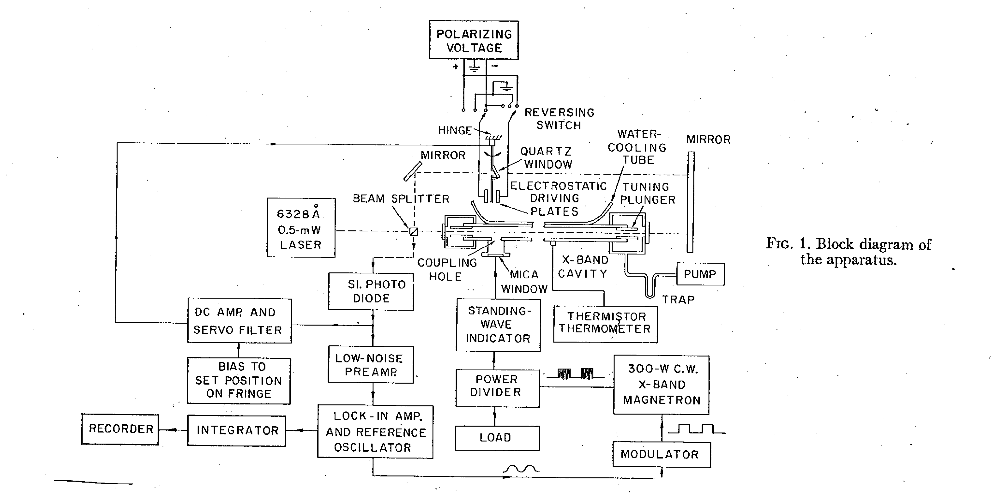 POLARIZING
VOLTAGE
+ -
REVERSING
SWITCH
HINGE
WATER-
COOLING
TUBE
MIRROR
MIRROR
QUARTZ
WINDOW
ELECTROSTATIC
DRIVING
PLATES
TUNING
PLUNGER
BEAM SPLITTER
6328 Å
0.5-mW
LASER
COUPLING
HOLE
MICA
WINDOW
X-BAND
CAVITY
PUMP
TRAP
FIG. 1. Block diagram of
the apparatus.
SI. PHOTO
DIODE
DC AMP. AND
SERVO FILTER
STANDING-
WAVE
INDICATOR
THERMISTOR
THERMOMETER
LOW-NOISE
PREAMP.
BIAS TO
SET POSITION
ON FRINGE
POWER
DIVIDER
300-W C.W.
X-BAND
MAGNETRON
RECORDER
INTEGRATOR
LOCK-IN AMP.
AND REFERENCE
OSCILLATOR
LOAD
MODULATOR